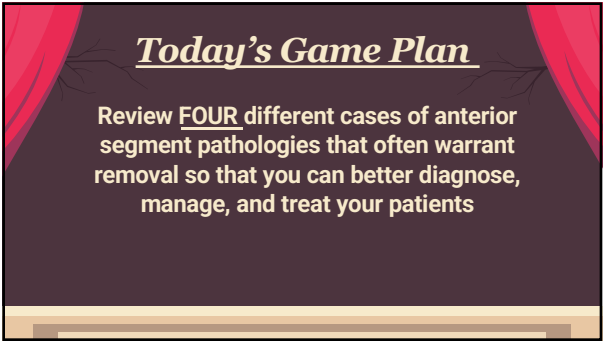 Today's Game Plan
Review FOUR different cases of anterior
segment pathologies that often warrant
removal so that you can better diagnose,
manage, and treat your patients